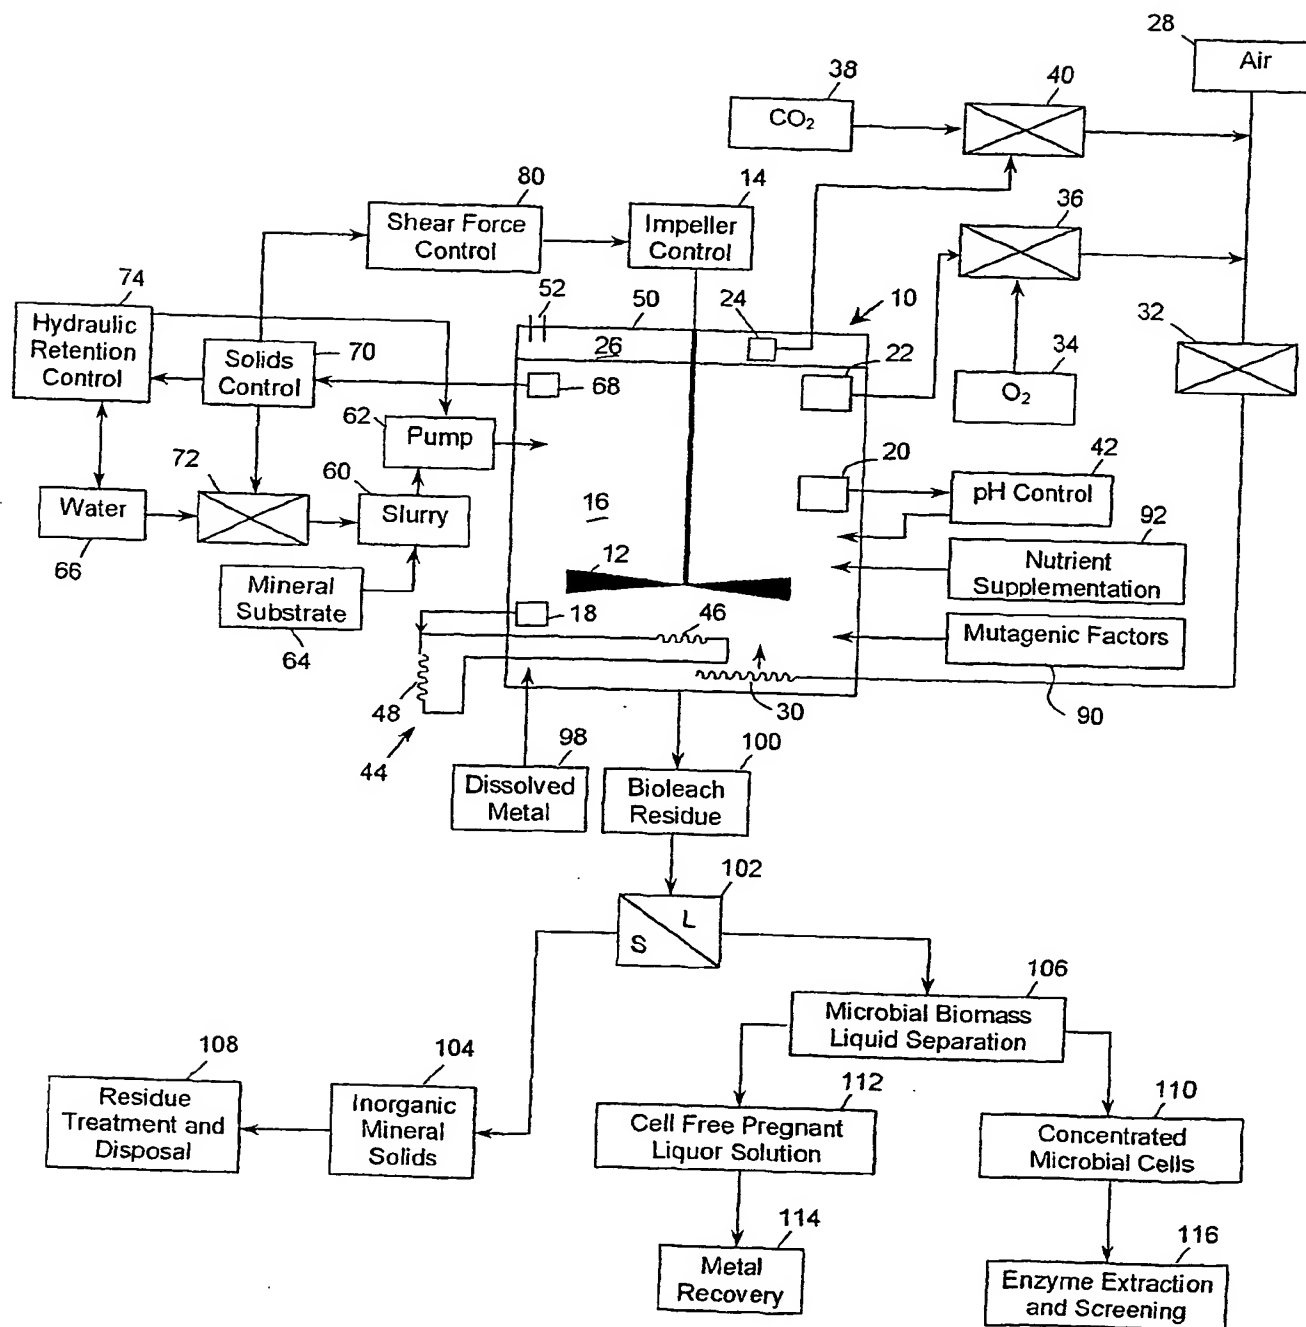 28
Air
38
CO₂
40
80
Shear Force
Control
14
Impeller
Control
36
74
Hydraulic
Retention
Control
52
50
24
10
32
Solids
Control
70
26
22
34
O₂
68
62
Pump
20
42
pH Control
72
60
Water
66
Slurry
16
92
Nutrient
Supplementation
12
Mineral
Substrate
64
18
46
Mutagenic Factors
90
48
44
30
98
Dissolved
Metal
100
Bioleach
Residue
102
L
S
106
Microbial Biomass
Liquid Separation
108
Residue
Treatment and
Disposal
104
Inorganic
Mineral
Solids
112
Cell Free Pregnant
Liquor Solution
110
Concentrated
Microbial Cells
114
Metal
Recovery
116
Enzyme Extraction
and Screening